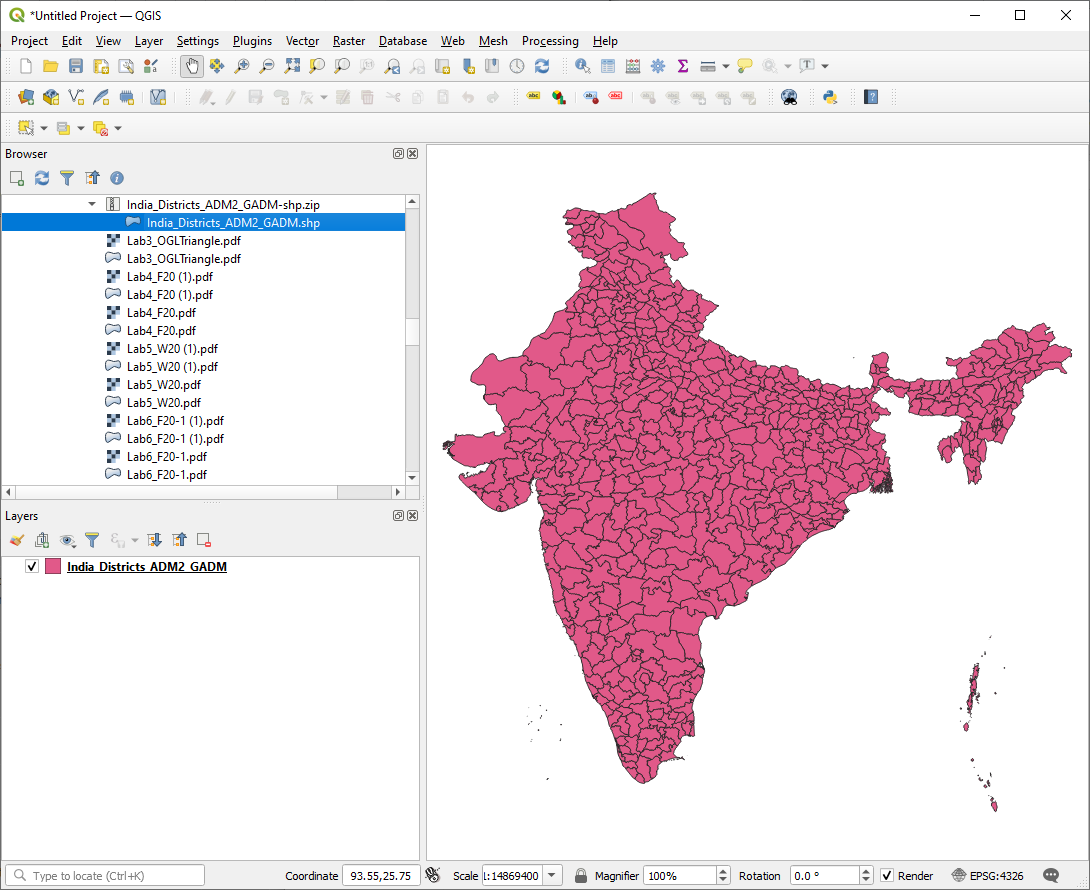 *Untitled Project — QGIS
Project Edit View Layer Settings Plugins Vector Raster Database Web Mesh Processing Help
Browser
India_Districts_ADM2_GADM-shp.zip
India_Districts_ADM2_GADM.shp
Lab3_OGLTriangle.pdf
Lab3_OGLTriangle.pdf
Lab4_F20 (1).pdf
Lab4_F20 (1).pdf
Lab4_F20.pdf
Lab4_F20.pdf
Lab5_W20 (1).pdf
Lab5_W20 (1).pdf
Lab5_W20.pdf
Lab5_W20.pdf
Lab6_F20-1 (1).pdf
Lab6_F20-1 (1).pdf
Lab6_F20-1.pdf
Lab6_F20-1.pdf
Layers
India_Districts_ADM2_GADM
Type to locate (Ctrl+K) Coordinate 93.55,25.75 Scale 1:14869400 Magnifier 100% Rotation 0.0 ° Render EPSG:4326